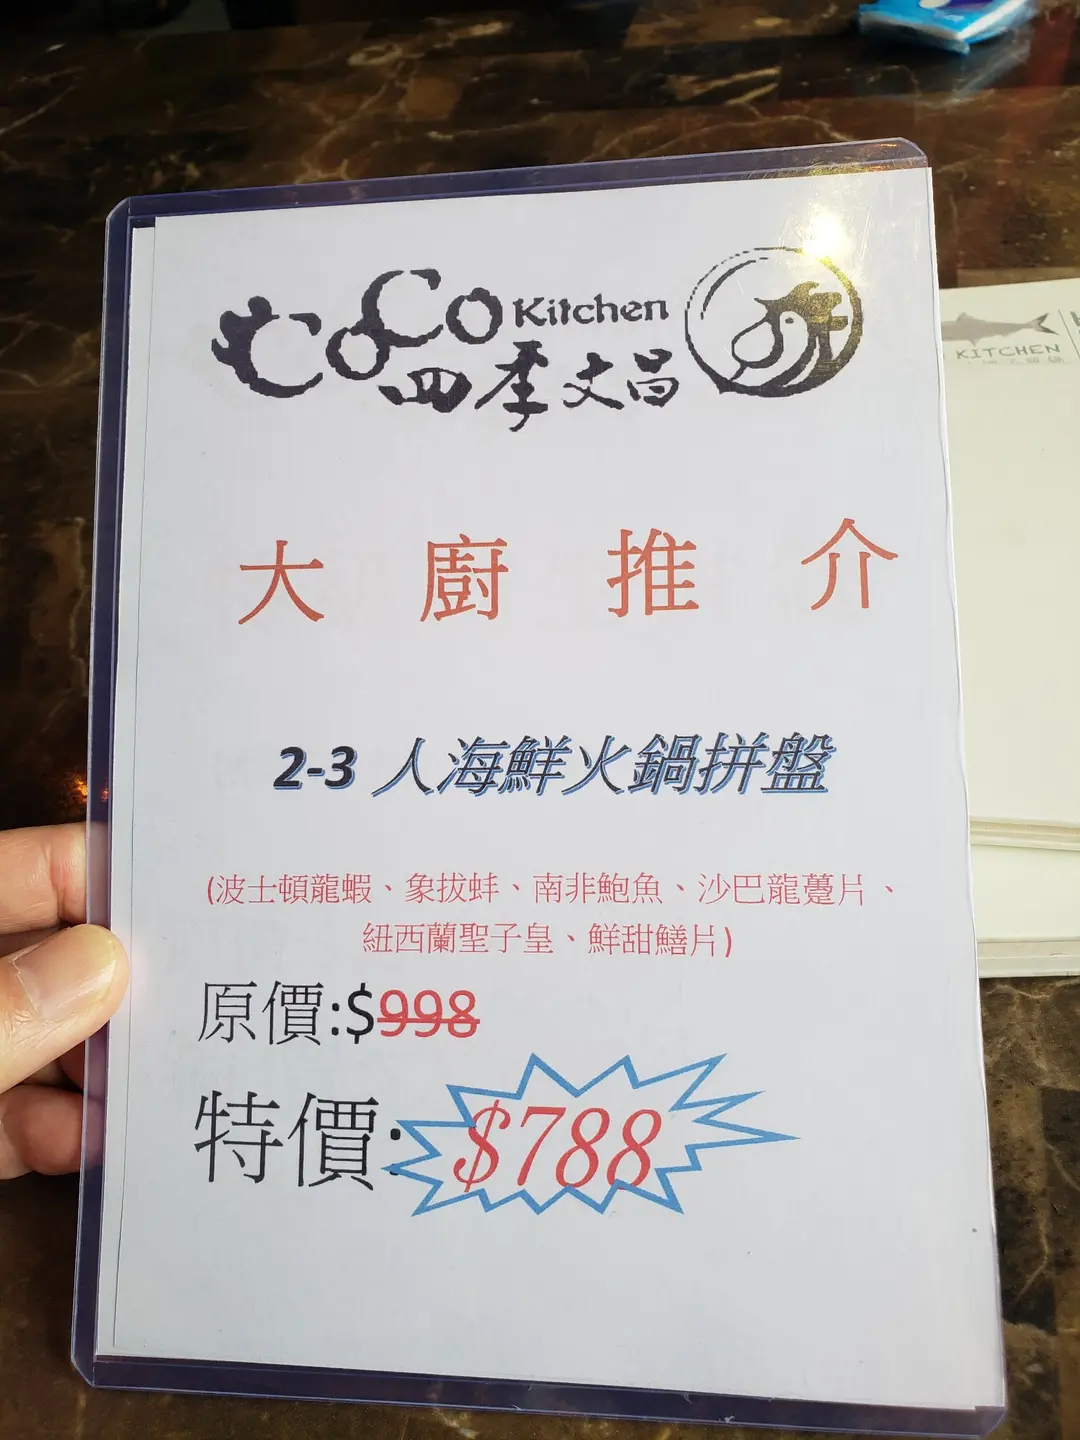 CoCo Kitchen
四季文昌
KITCHEN
大廚推介
2-3 人海鮮火鍋拼盤
(波士頓龍蝦、象拔蚌、南非鮑魚、沙巴龍躉片、
紐西蘭聖子皇、鮮甜鱔片)
原價:$998
特價:$788